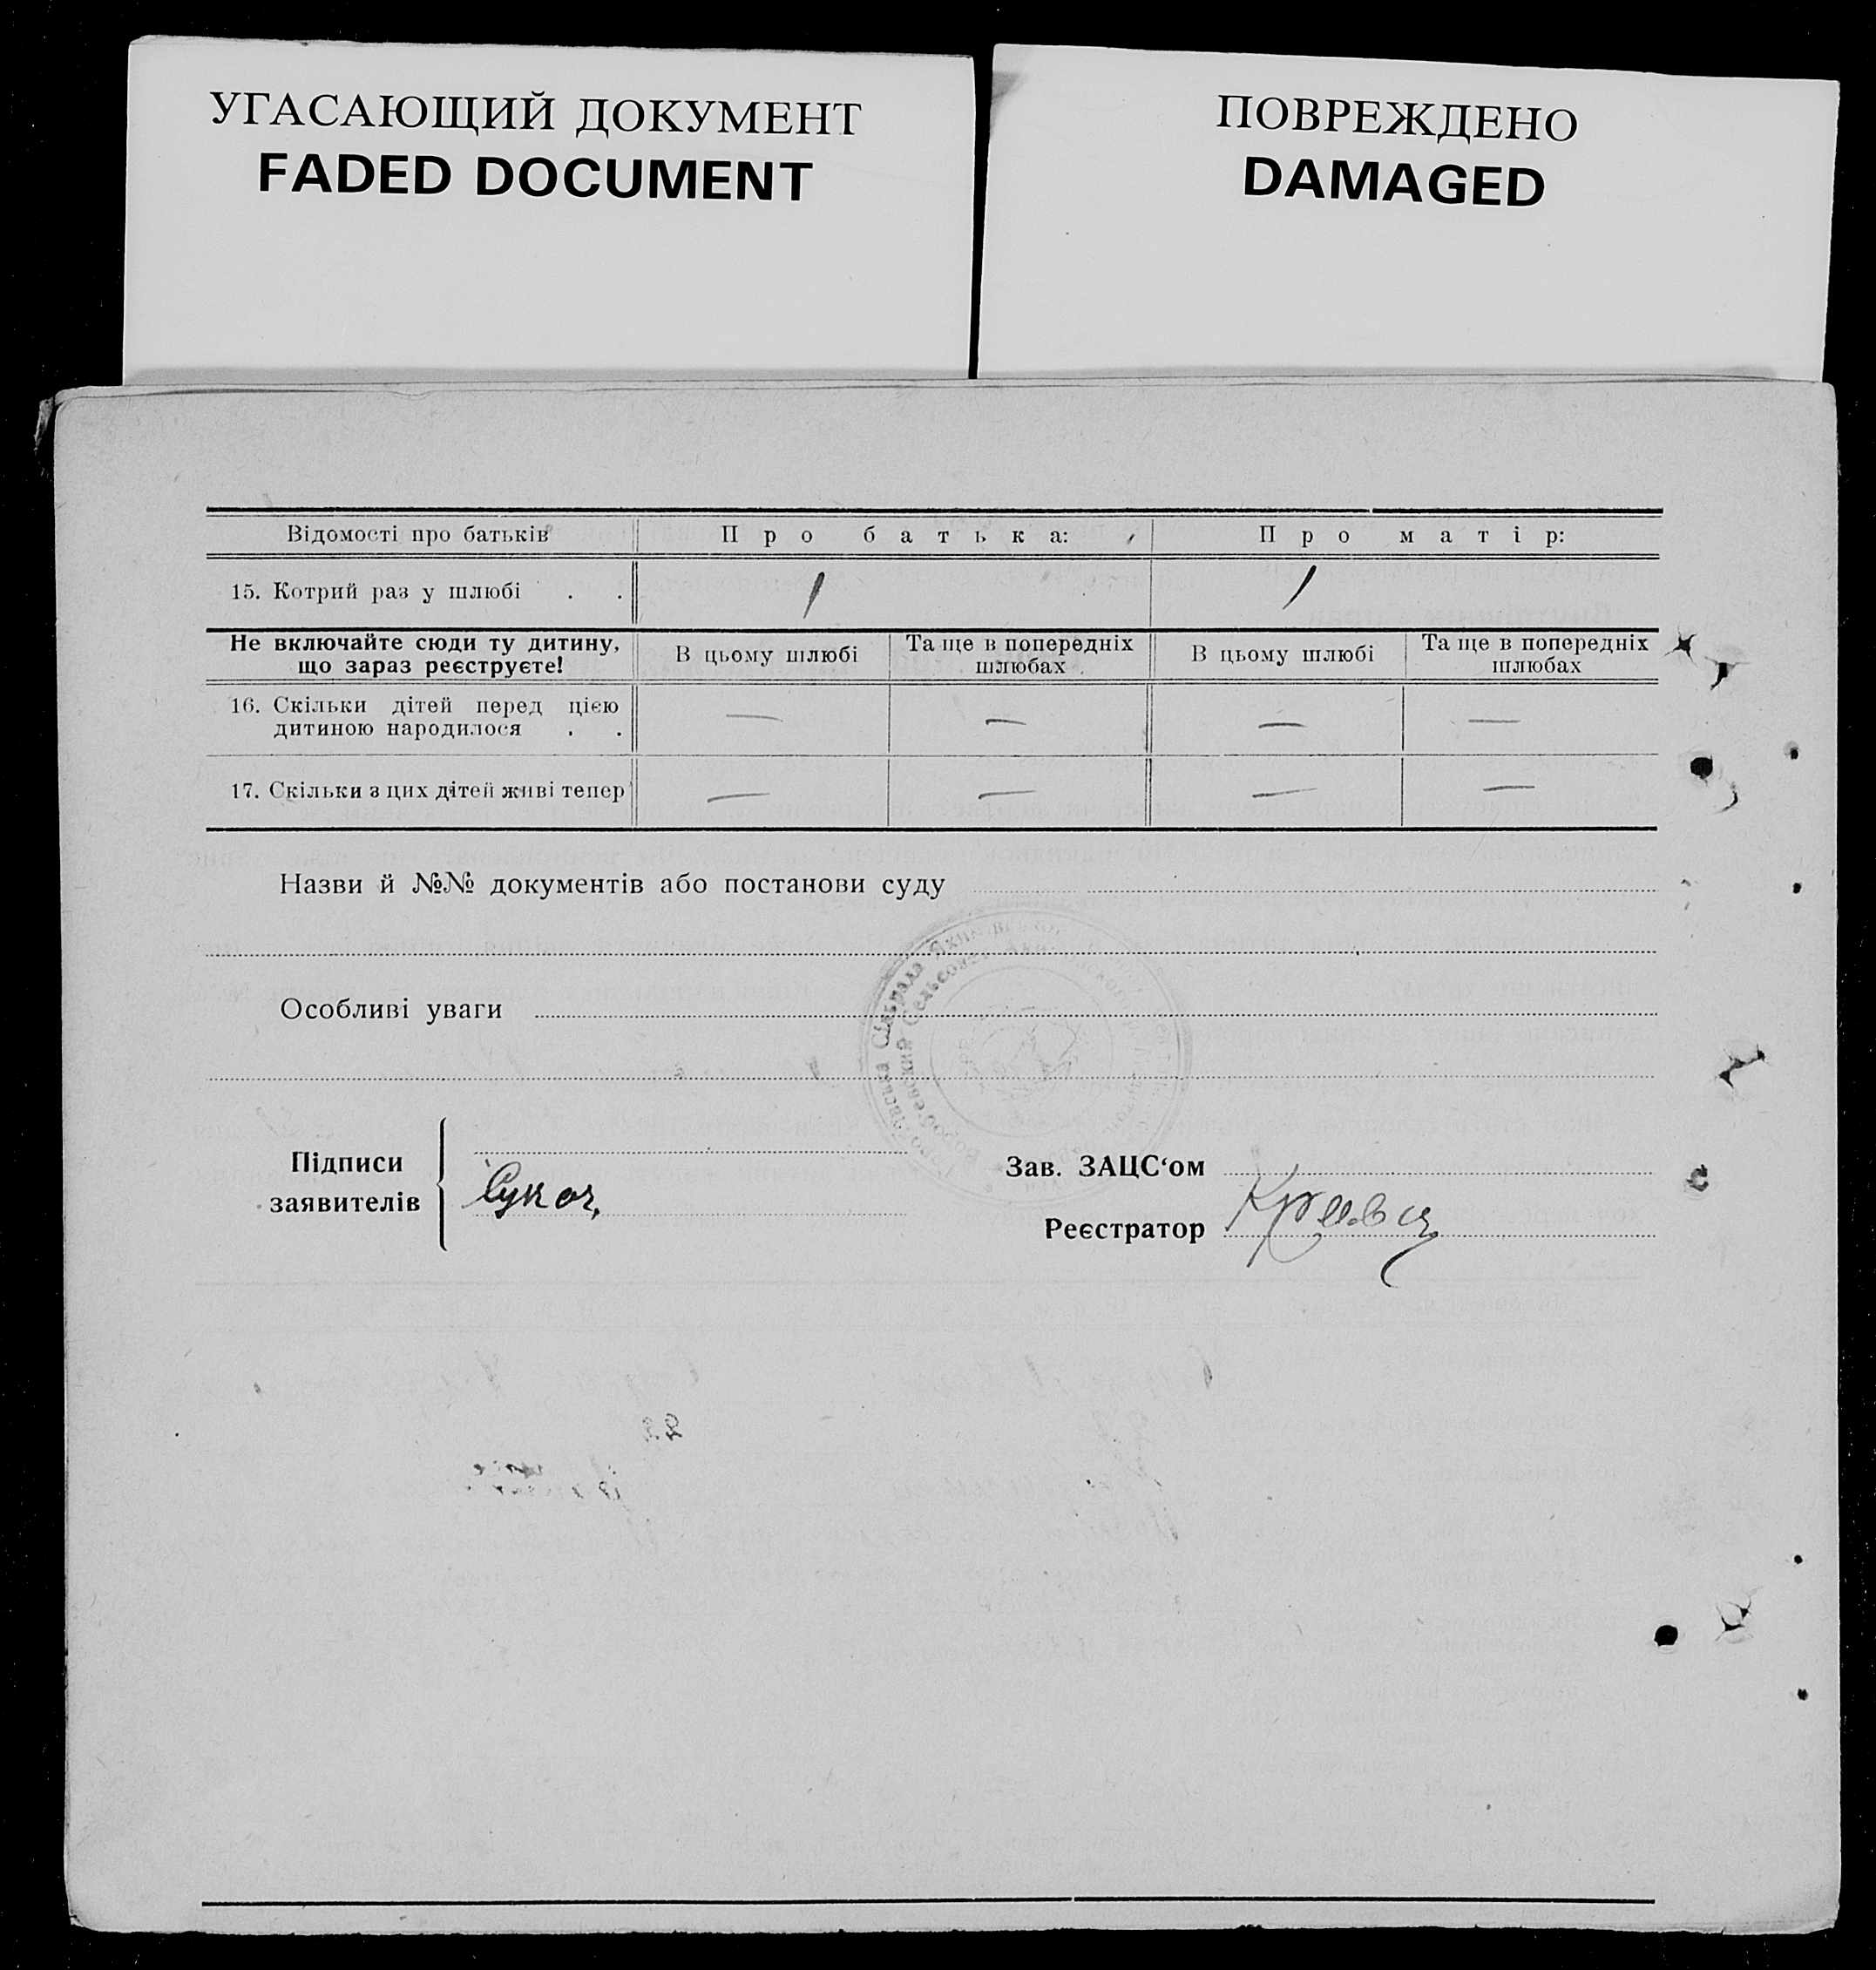 УГАСАЮЩИЙ ДОКУМЕНТ
FADED DOCUMENT
ПОВРЕЖДЕНО
DAMAGED
Відомості про батьків Про батька: Про матір:
15. Котрий раз у шлюбі . . 1 1
Не включайте сюди ту дитину, що зараз реєструєте! В цьому шлюбі Та ще в попередніх шлюбах В цьому шлюбі Та ще в попередніх шлюбах
16. Скільки дітей перед цією
дитиною народилося . . — — — —
17. Скільки з цих дітей живі тепер — — — —
Назви й №№ документів або постанови суду
Особливі уваги
Підписи
заявителів
Зав. ЗАЦС‘ом
Реєстратор